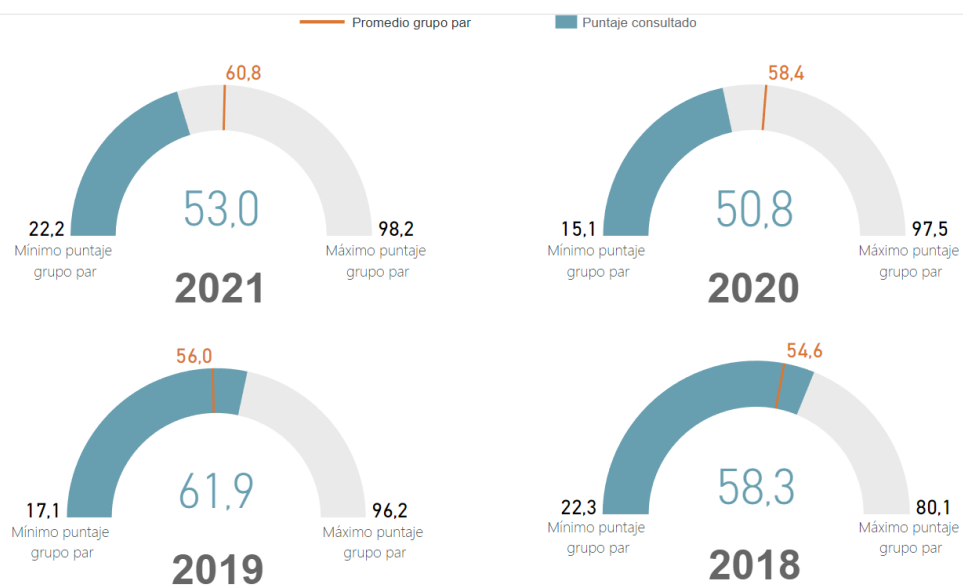 Promedio grupo par
Puntaje consultado
60,8
53,0
22,2
Mínimo puntaje
grupo par
98,2
Máximo puntaje
grupo par
2021
58,4
50,8
15,1
Mínimo puntaje
grupo par
97,5
Máximo puntaje
grupo par
2020
56,0
61,9
17,1
Mínimo puntaje
grupo par
96,2
Máximo puntaje
grupo par
2019
54,6
58,3
22,3
Mínimo puntaje
grupo par
80,1
Máximo puntaje
grupo par
2018